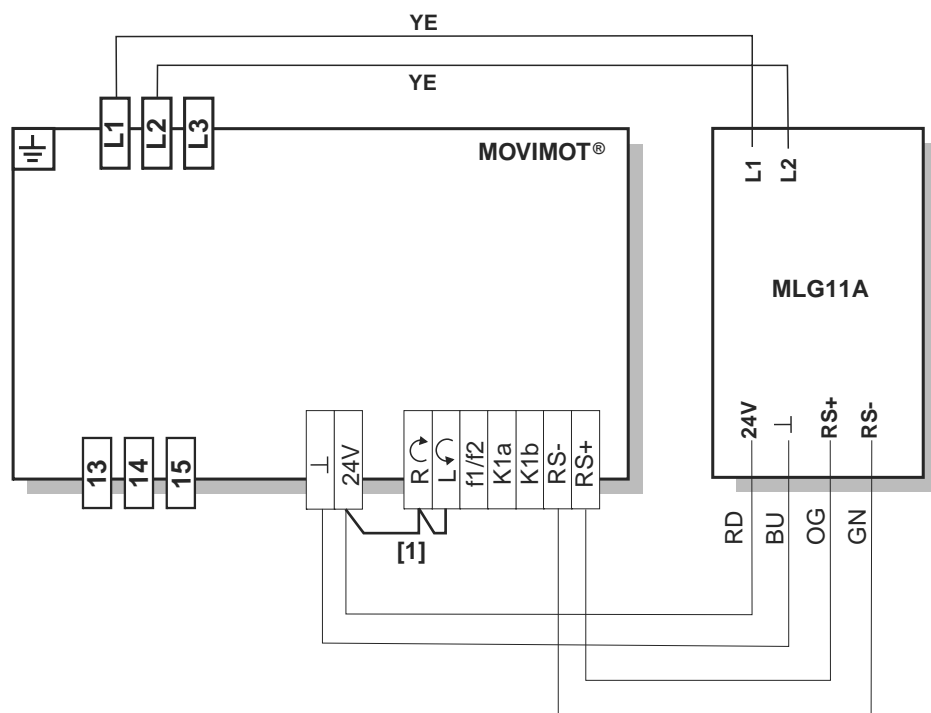 YE
YE
L1
L2
L3
MOVIMOT®
L1
L2
MLG11A
24V
⊥
RS+
RS-
13
14
15
⊥
24V
R
L
f1/f2
K1a
K1b
RS-
RS+
[1]
RD
BU
OG
GN